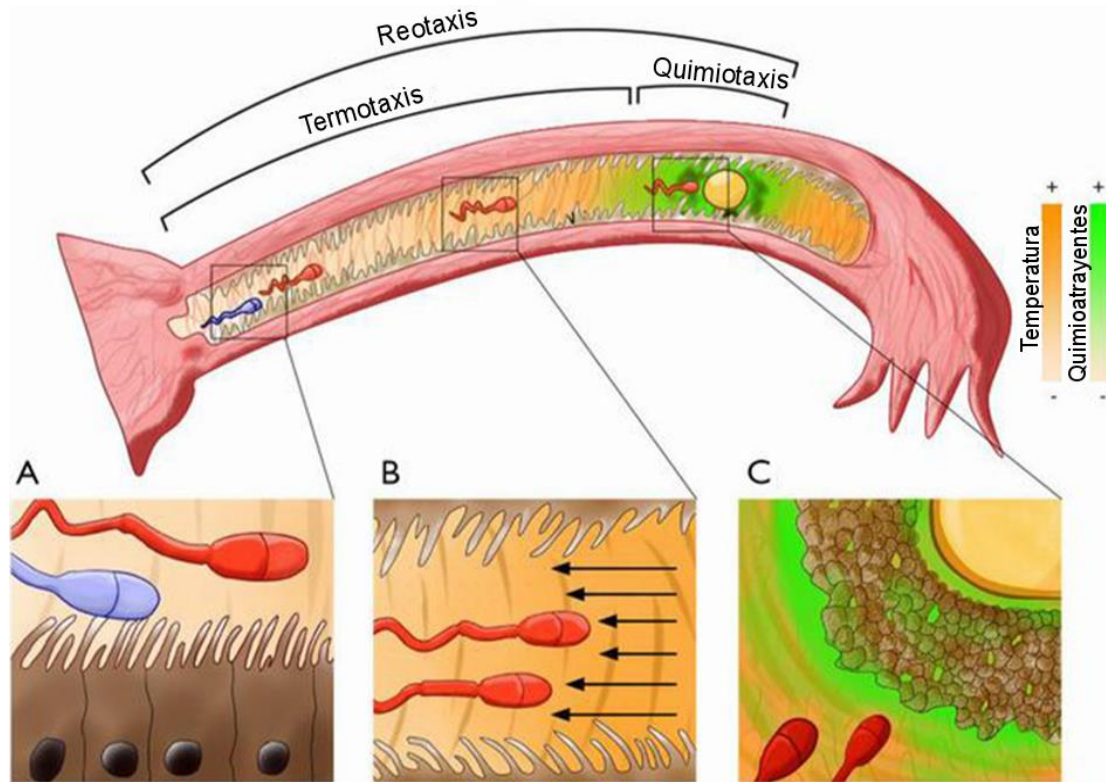 Reotaxis
Quimiotaxis
Termotaxis
+
+
Temperatura
Quimioatrayentes
-
-
A
B
C